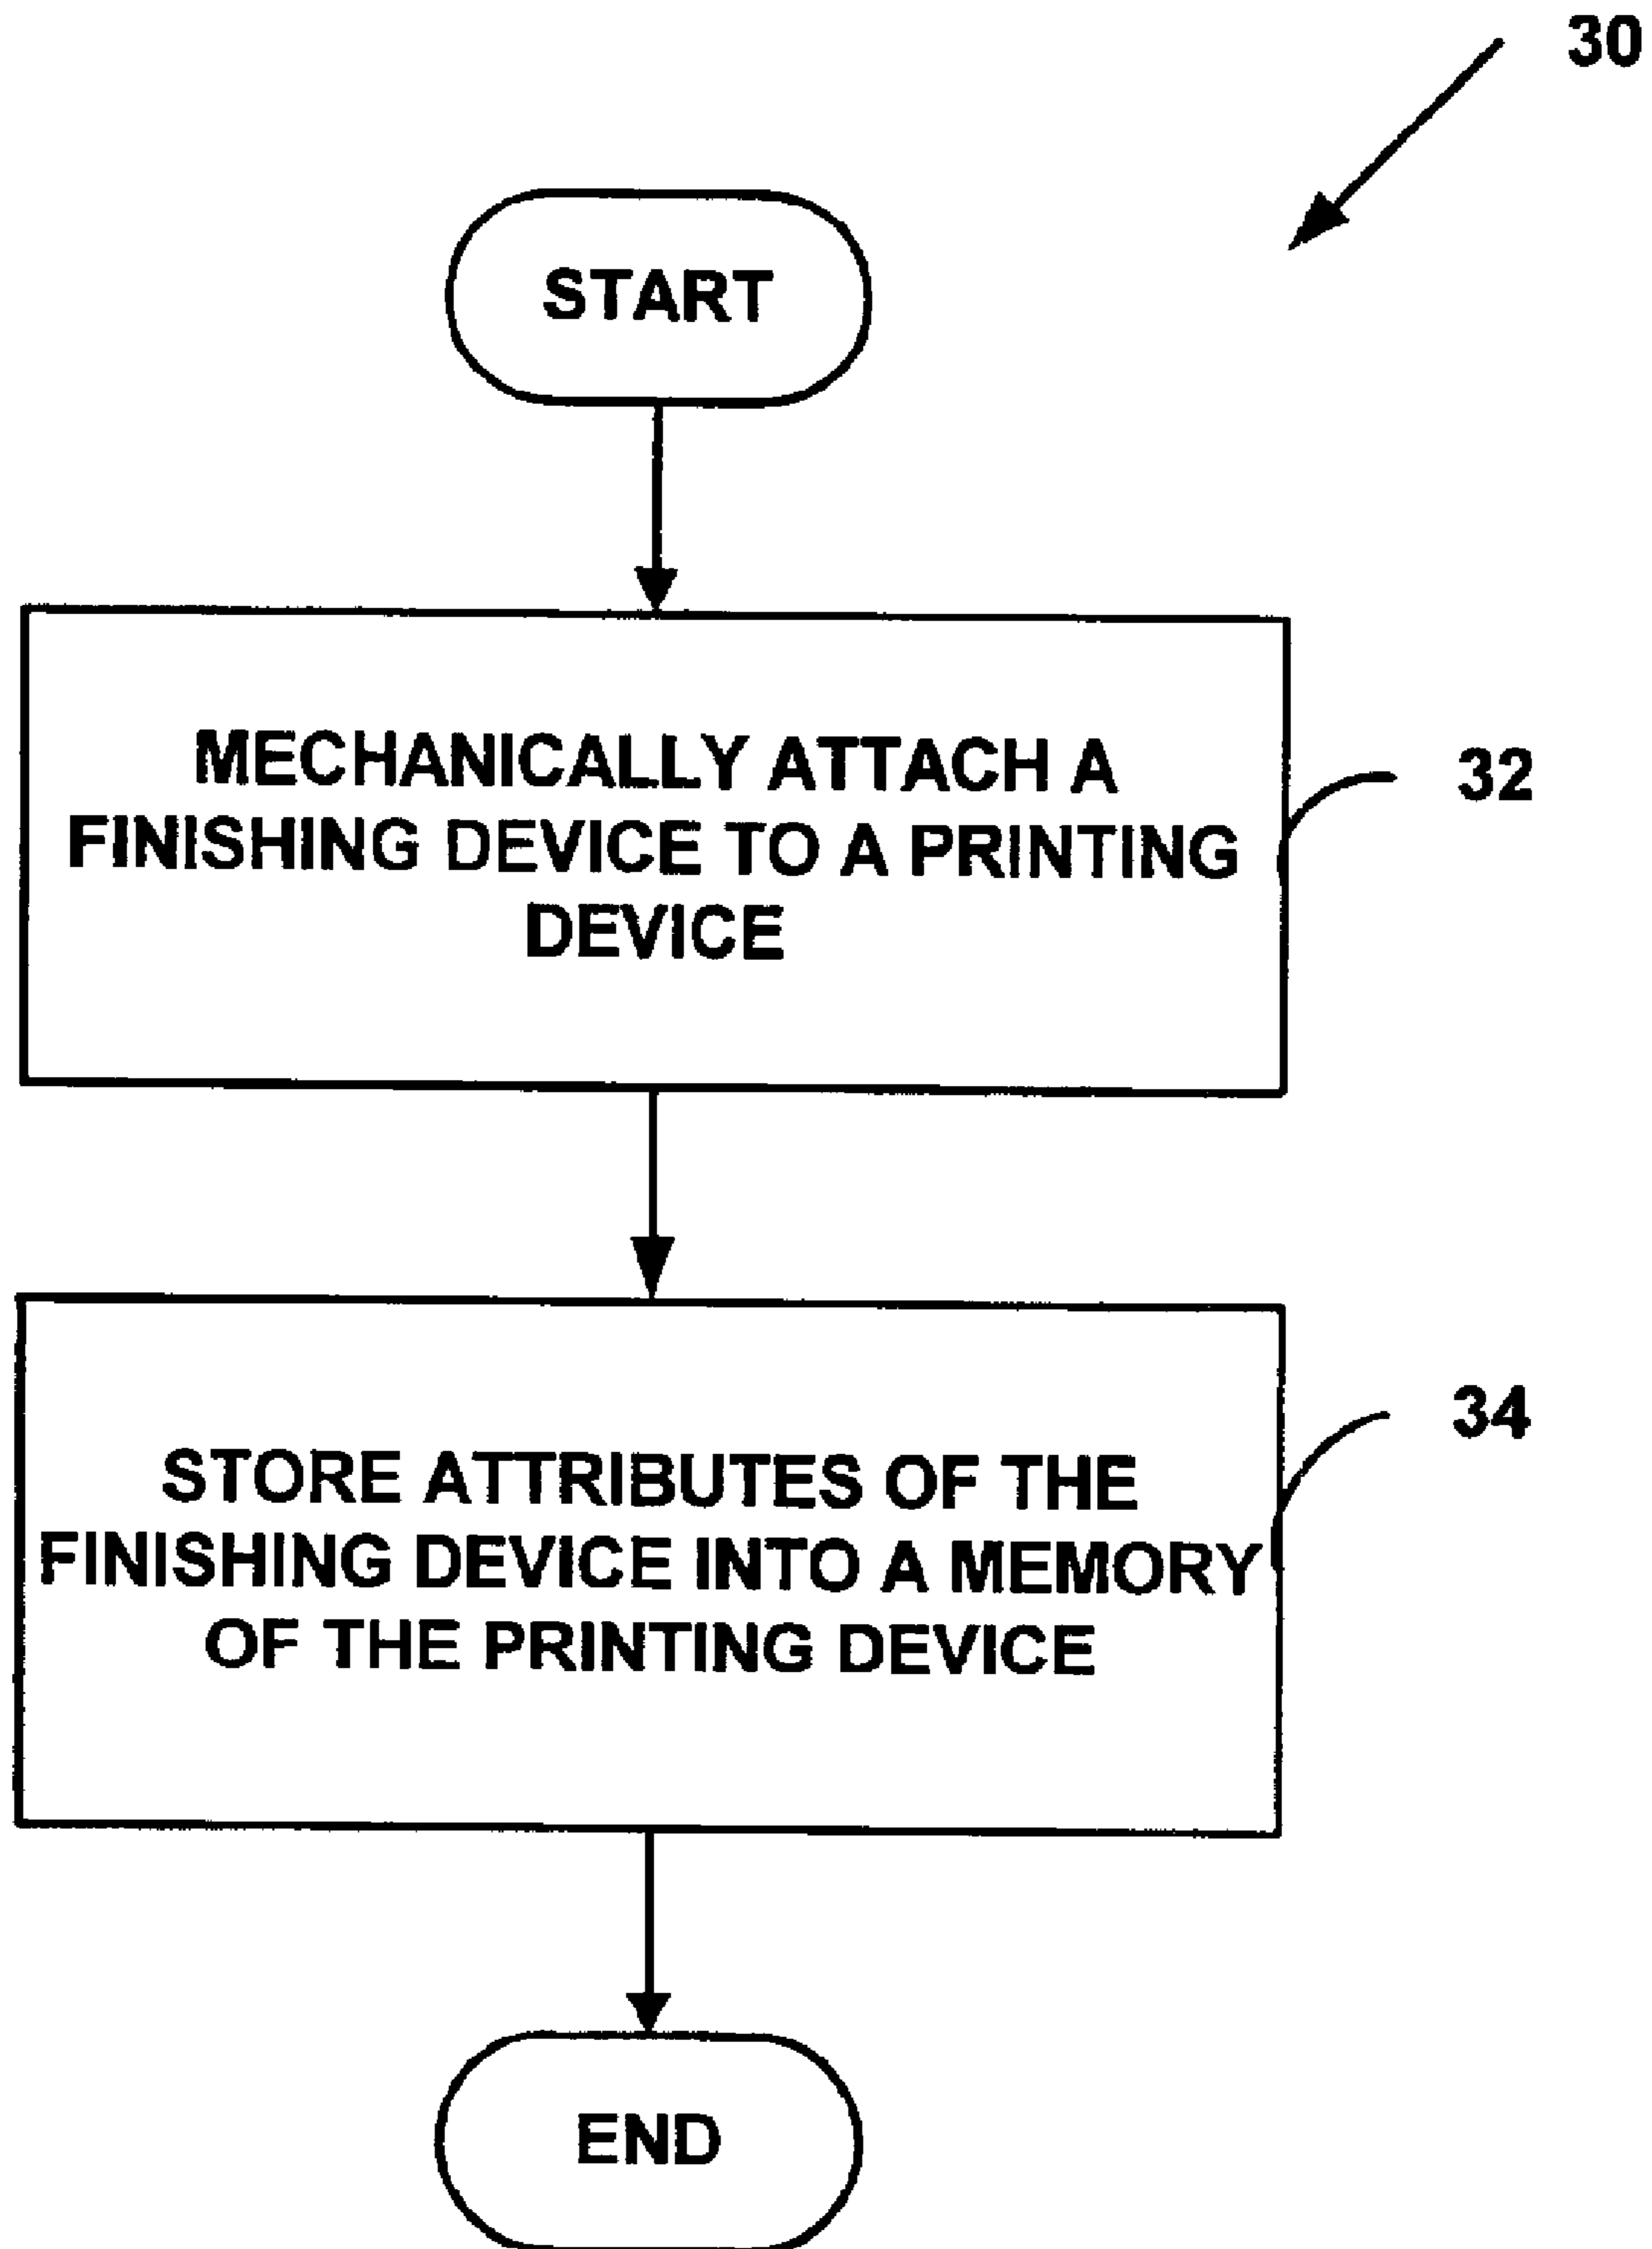 30
START
MECHANICALLY ATTACH A
FINISHING DEVICE TO A PRINTING
DEVICE
32
STORE ATTRIBUTES OF THE
FINISHING DEVICE INTO A MEMORY
OF THE PRINTING DEVICE
34
END